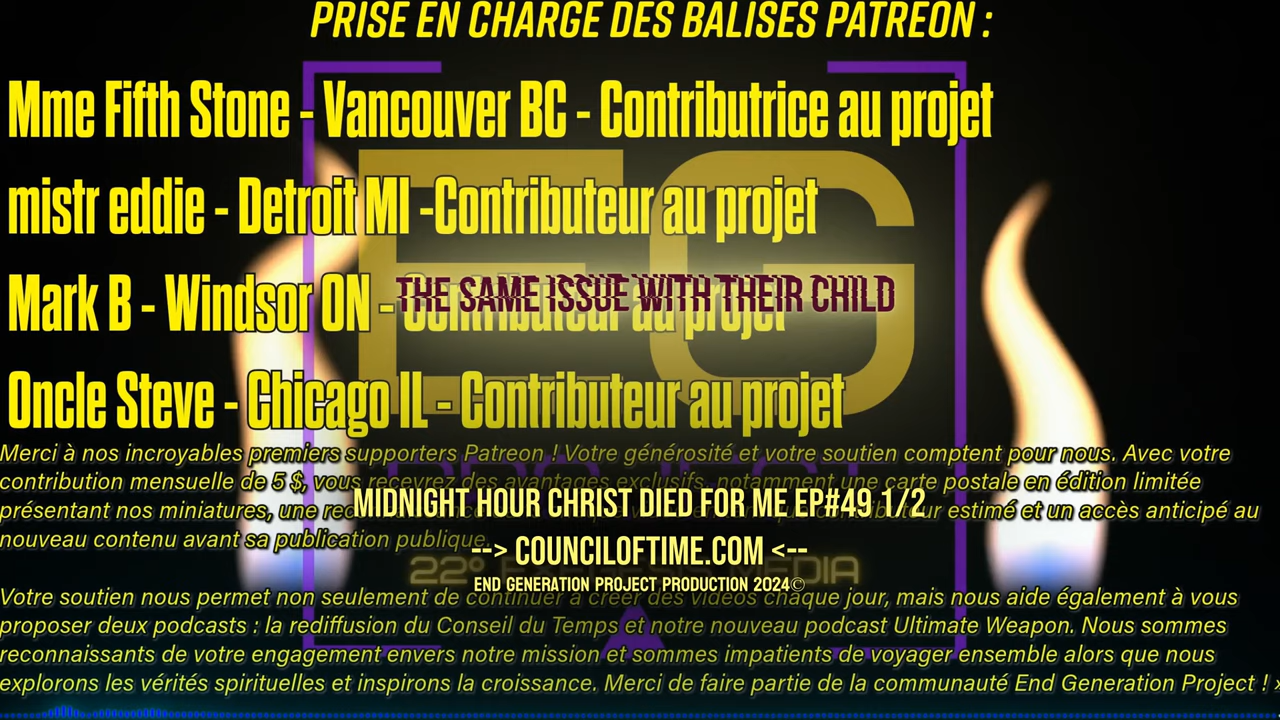 PRISE EN CHARGE DES BALISES PATREON :
Mme Fifth Stone - Vancouver BC - Contributrice au projet
mistr eddie - Detroit MI -Contributeur au projet
Mark B - Windsor ON - Contributeur au projet
THE SAME ISSUE WITH THEIR CHILD
Oncle Steve - Chicago IL - Contributeur au projet
EG
Merci à nos incroyables premiers supporters Patreon ! Votre générosité et votre soutien comptent pour nous. Avec votre
contribution mensuelle de 5 $, vous recevrez des avantages exclusifs, notamment une carte postale en édition limitée
présentant nos miniatures, une estimé et un accès anticipé au
nouveau contenu avant sa publication publique.
MIDNIGHT HOUR CHRIST DIED FOR ME EP#49 1/2
--> COUNCILOFTIME.COM <--
END GENERATION PROJECT PRODUCTION 2024©
Votre soutien nous permet non seulement de continuer à créer des vidéos chaque jour, mais nous aide également à vous
proposer deux podcasts : la rediffusion du Conseil du Temps et notre nouveau podcast Ultimate Weapon. Nous sommes
reconnaissants de votre engagement envers notre mission et sommes impatients de voyager ensemble alors que nous
explorons les vérités spirituelles et inspirons la croissance. Merci de faire partie de la communauté End Generation Project ! »